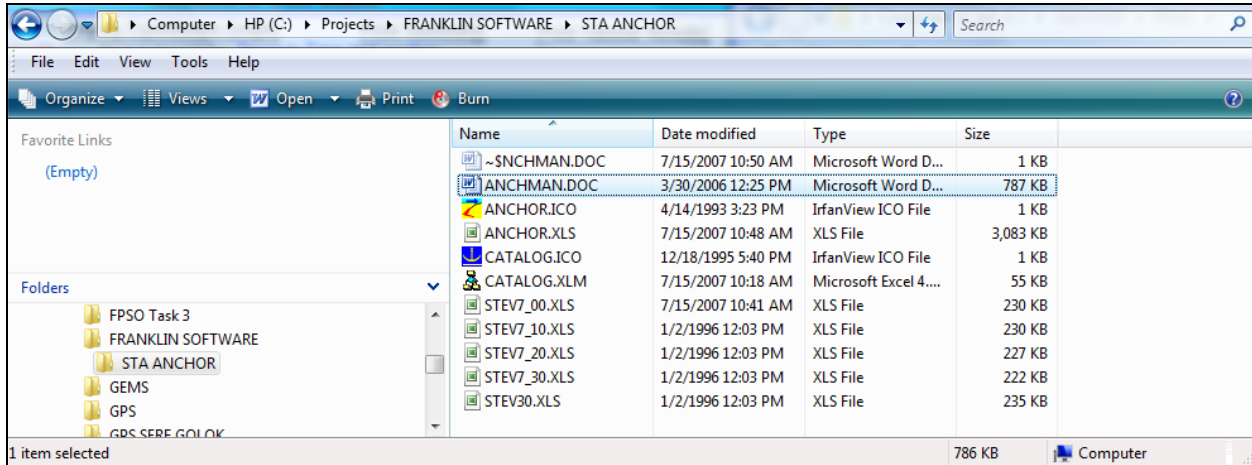 Computer HP (C:) Projects FRANKLIN SOFTWARE STA ANCHOR Search
File Edit View Tools Help
Organize Views Open Print Burn
Favorite Links
(Empty)
Folders
FPSO Task 3
FRANKLIN SOFTWARE
STA ANCHOR
GEMS
GPS
GPS SERF GOLOK
Name Date modified Type Size
~$NCHMAN.DOC 7/15/2007 10:50 AM Microsoft Word D... 1 KB
ANCHMAN.DOC 3/30/2006 12:25 PM Microsoft Word D... 787 KB
ANCHOR.ICO 4/14/1993 3:23 PM IrfanView ICO File 1 KB
ANCHOR.XLS 7/15/2007 10:48 AM XLS File 3,083 KB
CATALOG.ICO 12/18/1995 5:40 PM IrfanView ICO File 1 KB
CATALOG.XLM 7/15/2007 10:18 AM Microsoft Excel 4.... 55 KB
STEV7_00.XLS 7/15/2007 10:41 AM XLS File 230 KB
STEV7_10.XLS 1/2/1996 12:03 PM XLS File 230 KB
STEV7_20.XLS 1/2/1996 12:03 PM XLS File 227 KB
STEV7_30.XLS 1/2/1996 12:03 PM XLS File 222 KB
STEV30.XLS 1/2/1996 12:03 PM XLS File 235 KB
1 item selected 786 KB Computer